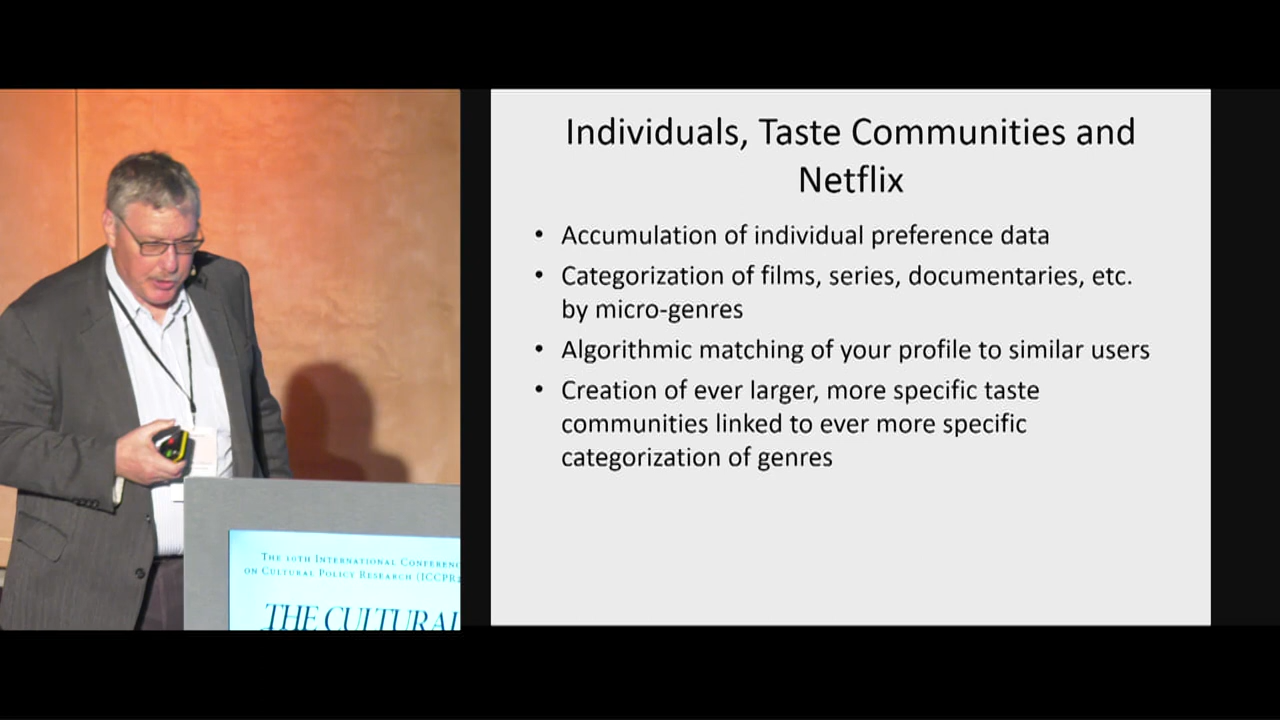 Individuals, Taste Communities and
Netflix
• Accumulation of individual preference data
• Categorization of films, series, documentaries, etc.
by micro-genres
• Algorithmic matching of your profile to similar users
• Creation of ever larger, more specific taste
communities linked to ever more specific
categorization of genres
THE 10TH INTERNATIONAL
ON CULTURAL POLICY RESEARCH (ICCPR
THE CULTURAL